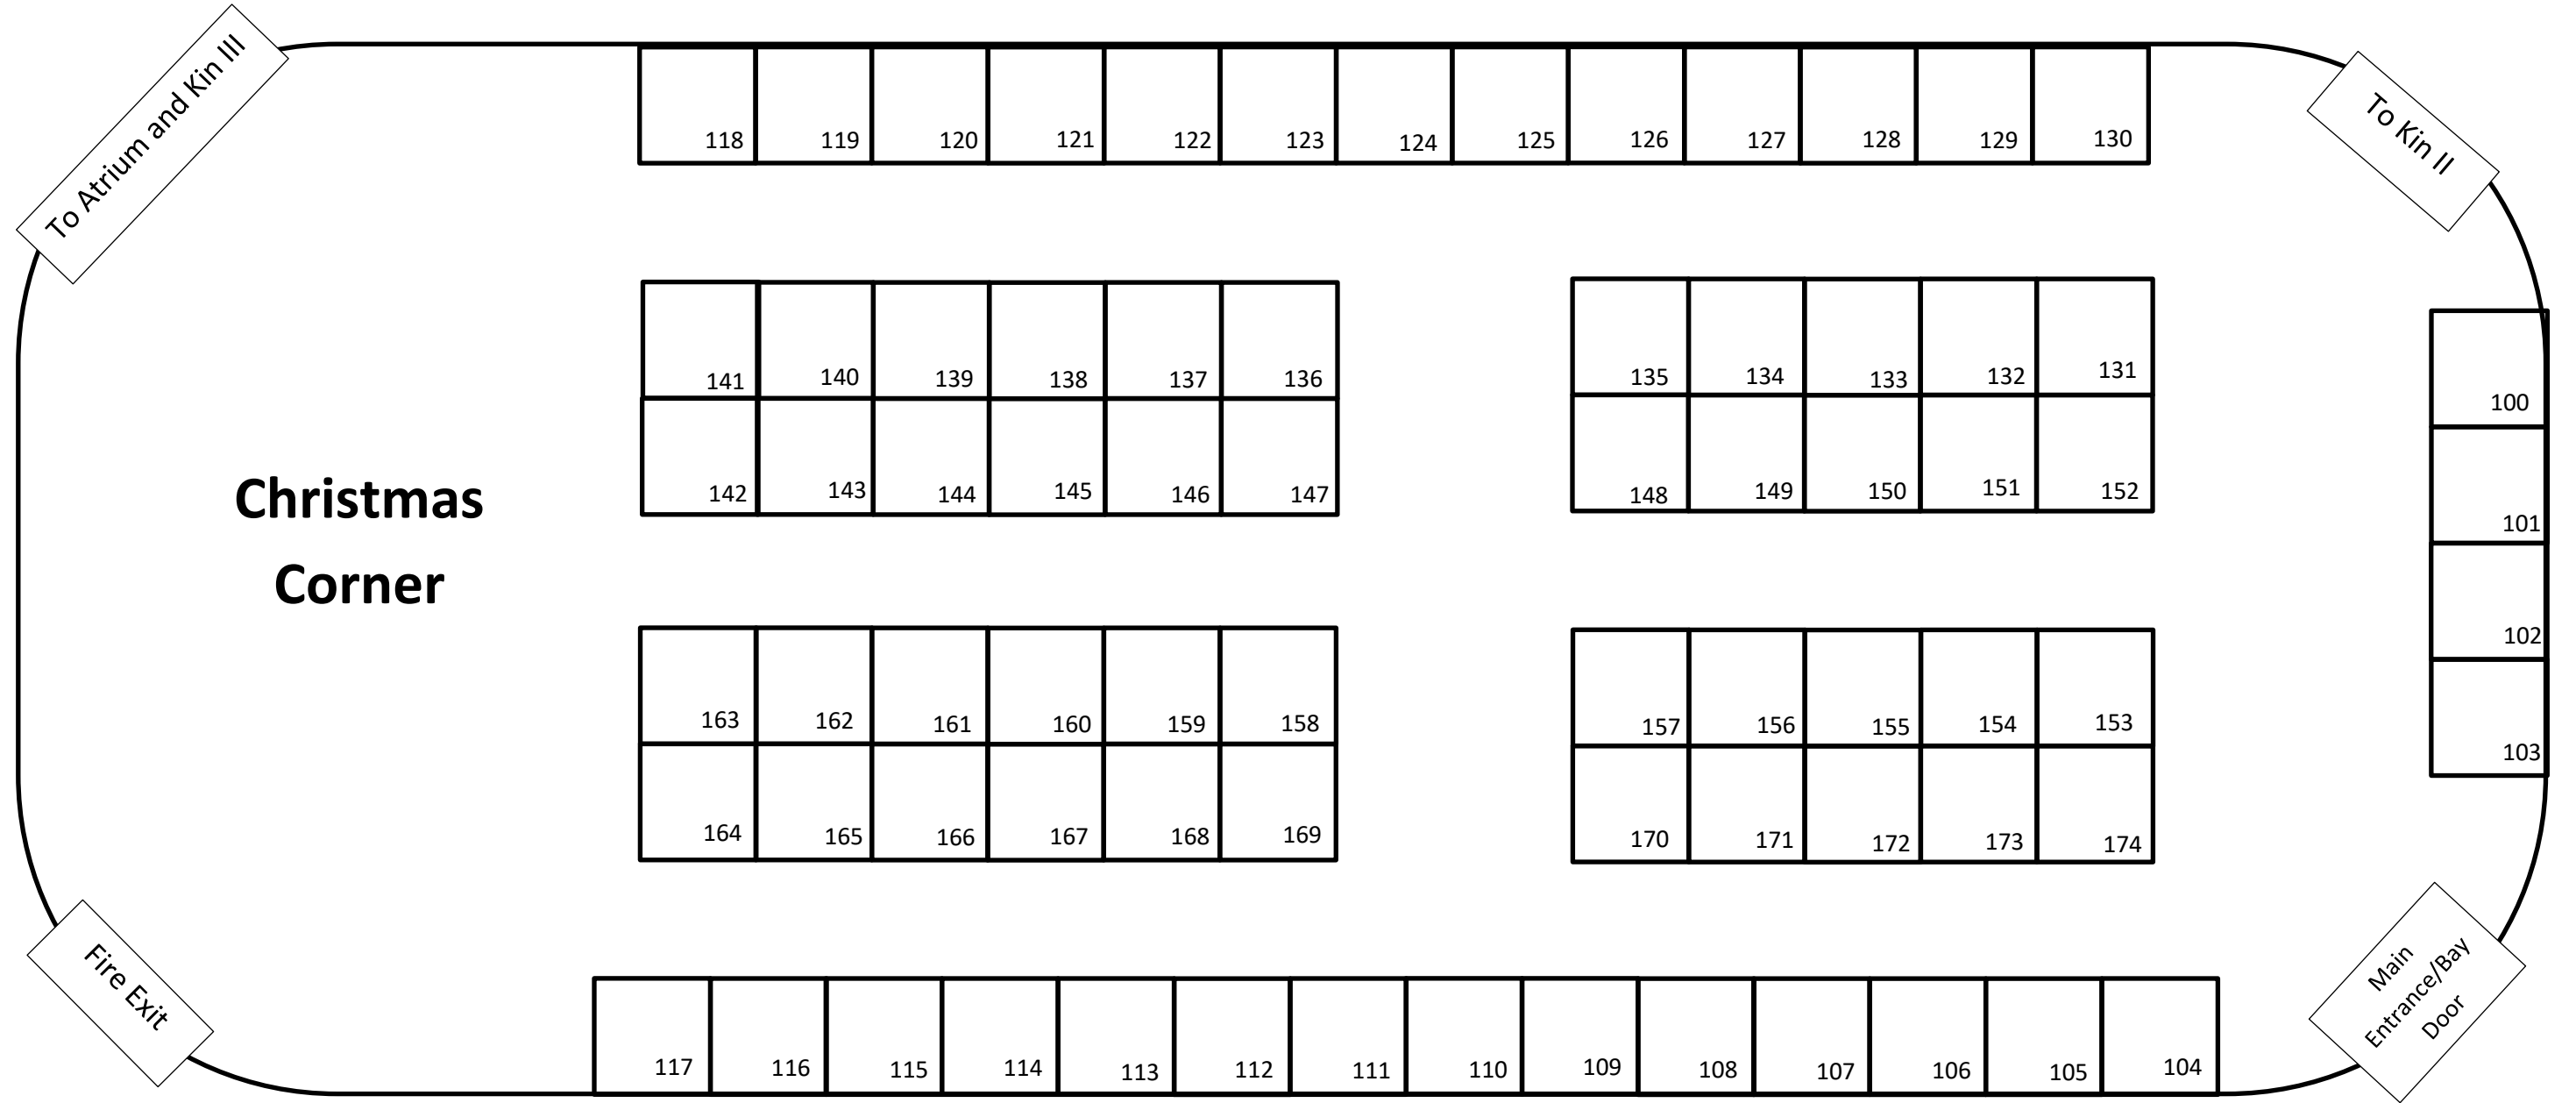 To Atrium and Kin III
To Kin II
118 119 120 121 122 123 124 125 126 127 128 129 130
141 140 139 138 137 136 135 134 133 132 131
100
142 143 144 145 146 147 148 149 150 151 152
101
Christmas
Corner
102
163 162 161 160 159 158 157 156 155 154 153
103
164 165 166 167 168 169 170 171 172 173 174
Fire Exit
Main
Entrance/Bay
Door
117 116 115 114 113 112 111 110 109 108 107 106 105 104